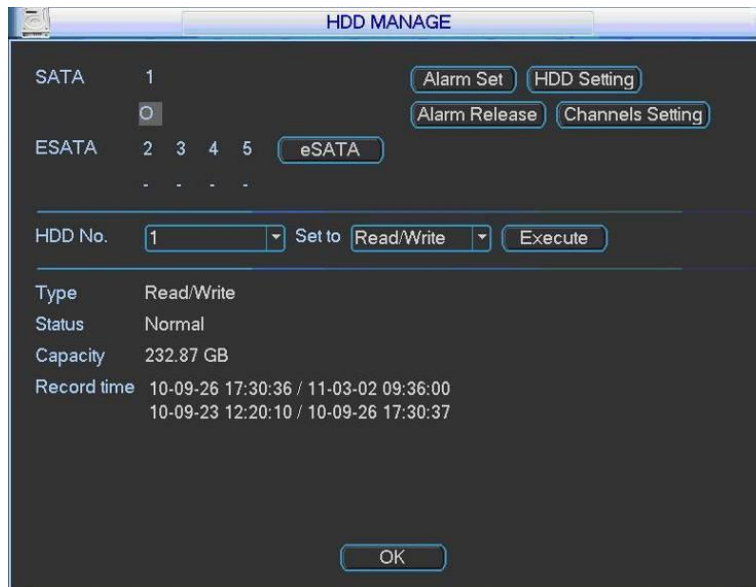 HDD MANAGE
SATA 1 Alarm Set HDD Setting
O Alarm Release Channels Setting
ESATA 2 3 4 5 eSATA
- - - -
HDD No. 1 Set to Read/Write Execute
Type Read/Write
Status Normal
Capacity 232.87 GB
Record time 10-09-26 17:30:36 / 11-03-02 09:36:00
10-09-23 12:20:10 / 10-09-26 17:30:37
OK